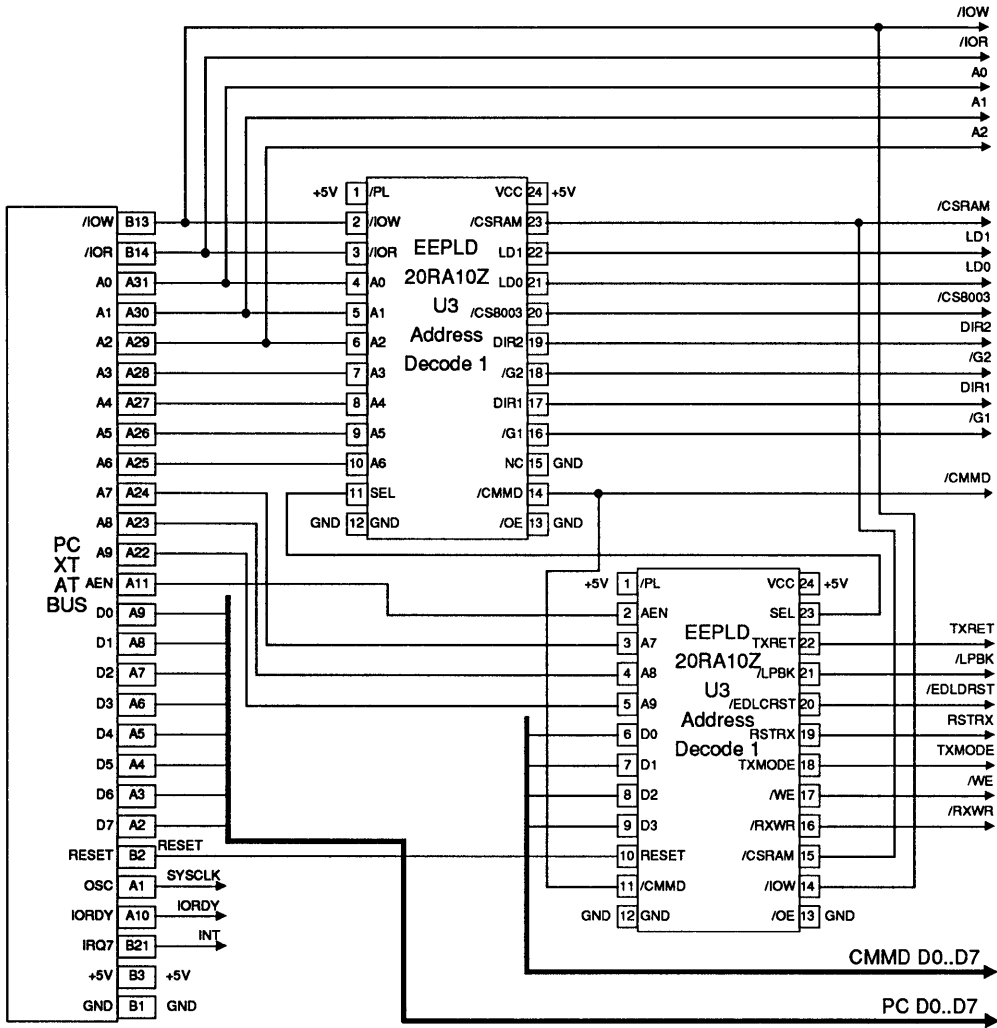 /IOW
/IOR
A0
A1
A2
+5V 1 /PL VCC 24 +5V
/IOW B13 2 /IOW /CSRAM 23 /CSRAM
/IOR B14 3 /IOR EEPLD LD1 22 LD1
A0 A31 4 A0 20RA10Z LD0 21 LD0
A1 A30 5 A1 U3 /CS8003 20 /CS8003
A2 A29 6 A2 Address DIR2 19 DIR2
A3 A28 7 A3 Decode 1 /G2 18 /G2
A4 A27 8 A4 DIR1 17 DIR1
A5 A26 9 A5 /G1 16 /G1
A6 A25 10 A6 NC 15 GND
A7 A24 11 SEL /CMMD 14 /CMMD
A8 A23 GND 12 GND /OE 13 GND
PC
XT
AT
BUS
A9 A22
AEN A11 +5V 1 /PL VCC 24 +5V
D0 A9 2 AEN SEL 23
D1 A8 3 A7 EEPLD TXRET 22 TXRET
D2 A7 4 A8 20RA10Z /LPBK 21 /LPBK
D3 A6 5 A9 U3 /EDLCRST 20 /EDLDRST
D4 A5 6 D0 Address RSTRX 19 RSTRX
D5 A4 7 D1 Decode 1 TXMODE 18 TXMODE
D6 A3 8 D2 /WE 17 /WE
D7 A2 9 D3 /RXWR 16 /RXWR
RESET B2 RESET 10 RESET /CSRAM 15
OSC A1 SYSCLK 11 /CMMD /IOW 14
IORDY A10 IORDY GND 12 GND /OE 13 GND
IRQ7 B21 INT
+5V B3 +5V
GND B1 GND
CMMD D0..D7
PC D0..D7